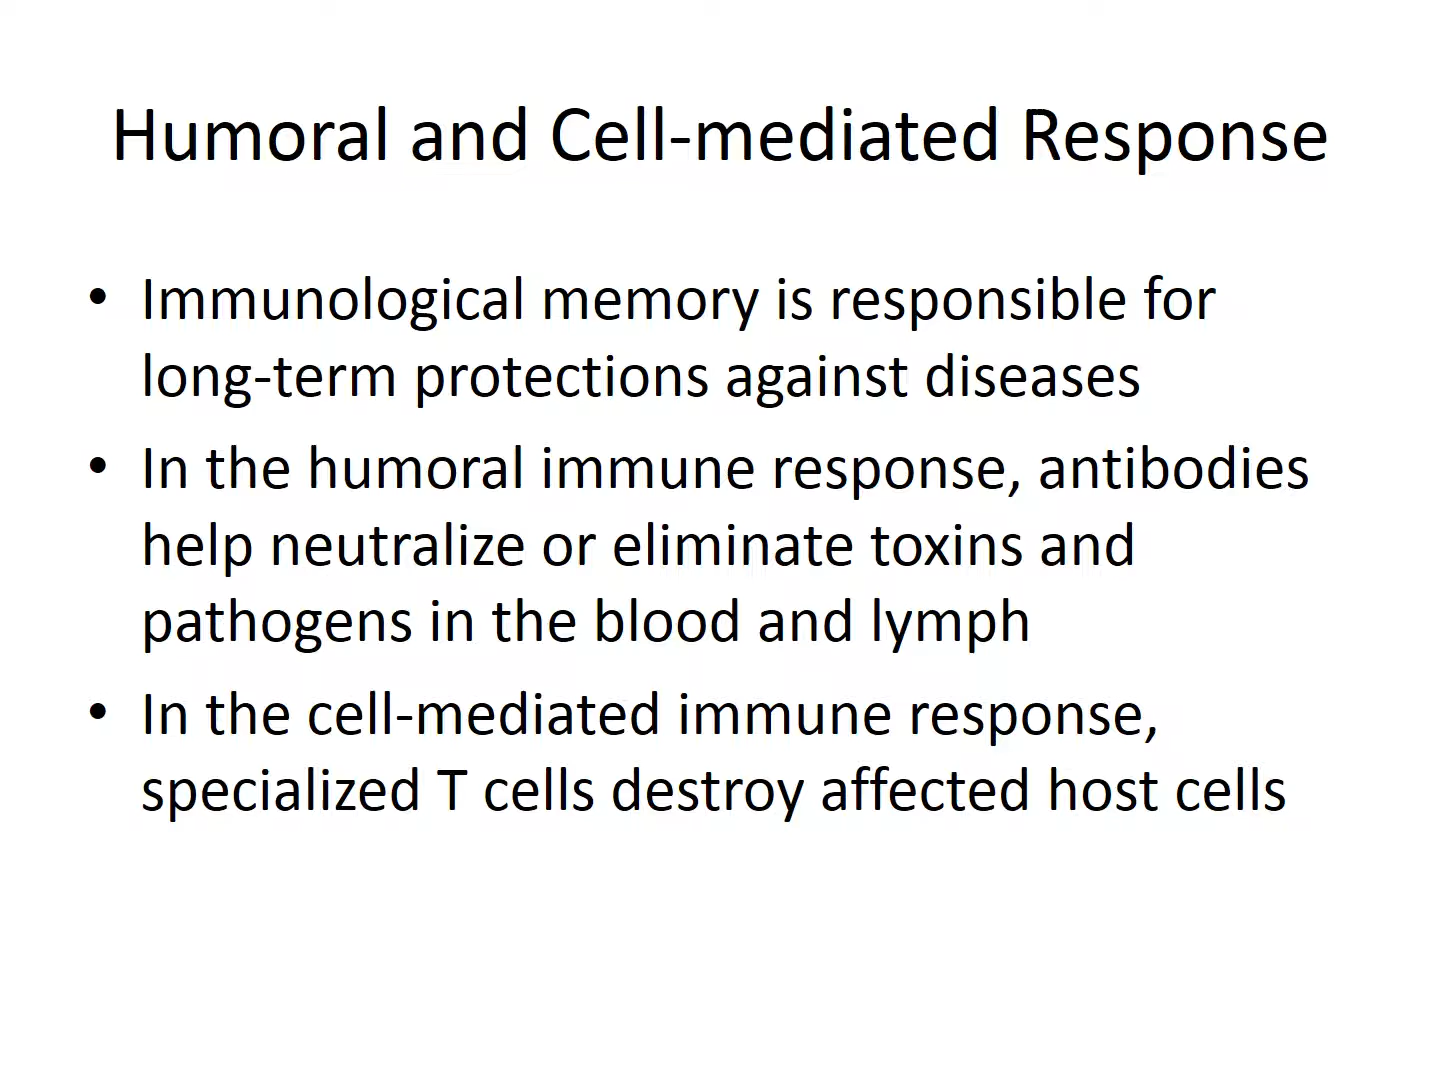 Humoral and Cell-mediated Response
• Immunological memory is responsible for
long-term protections against diseases
• In the humoral immune response, antibodies
help neutralize or eliminate toxins and
pathogens in the blood and lymph
• In the cell-mediated immune response,
specialized T cells destroy affected host cells